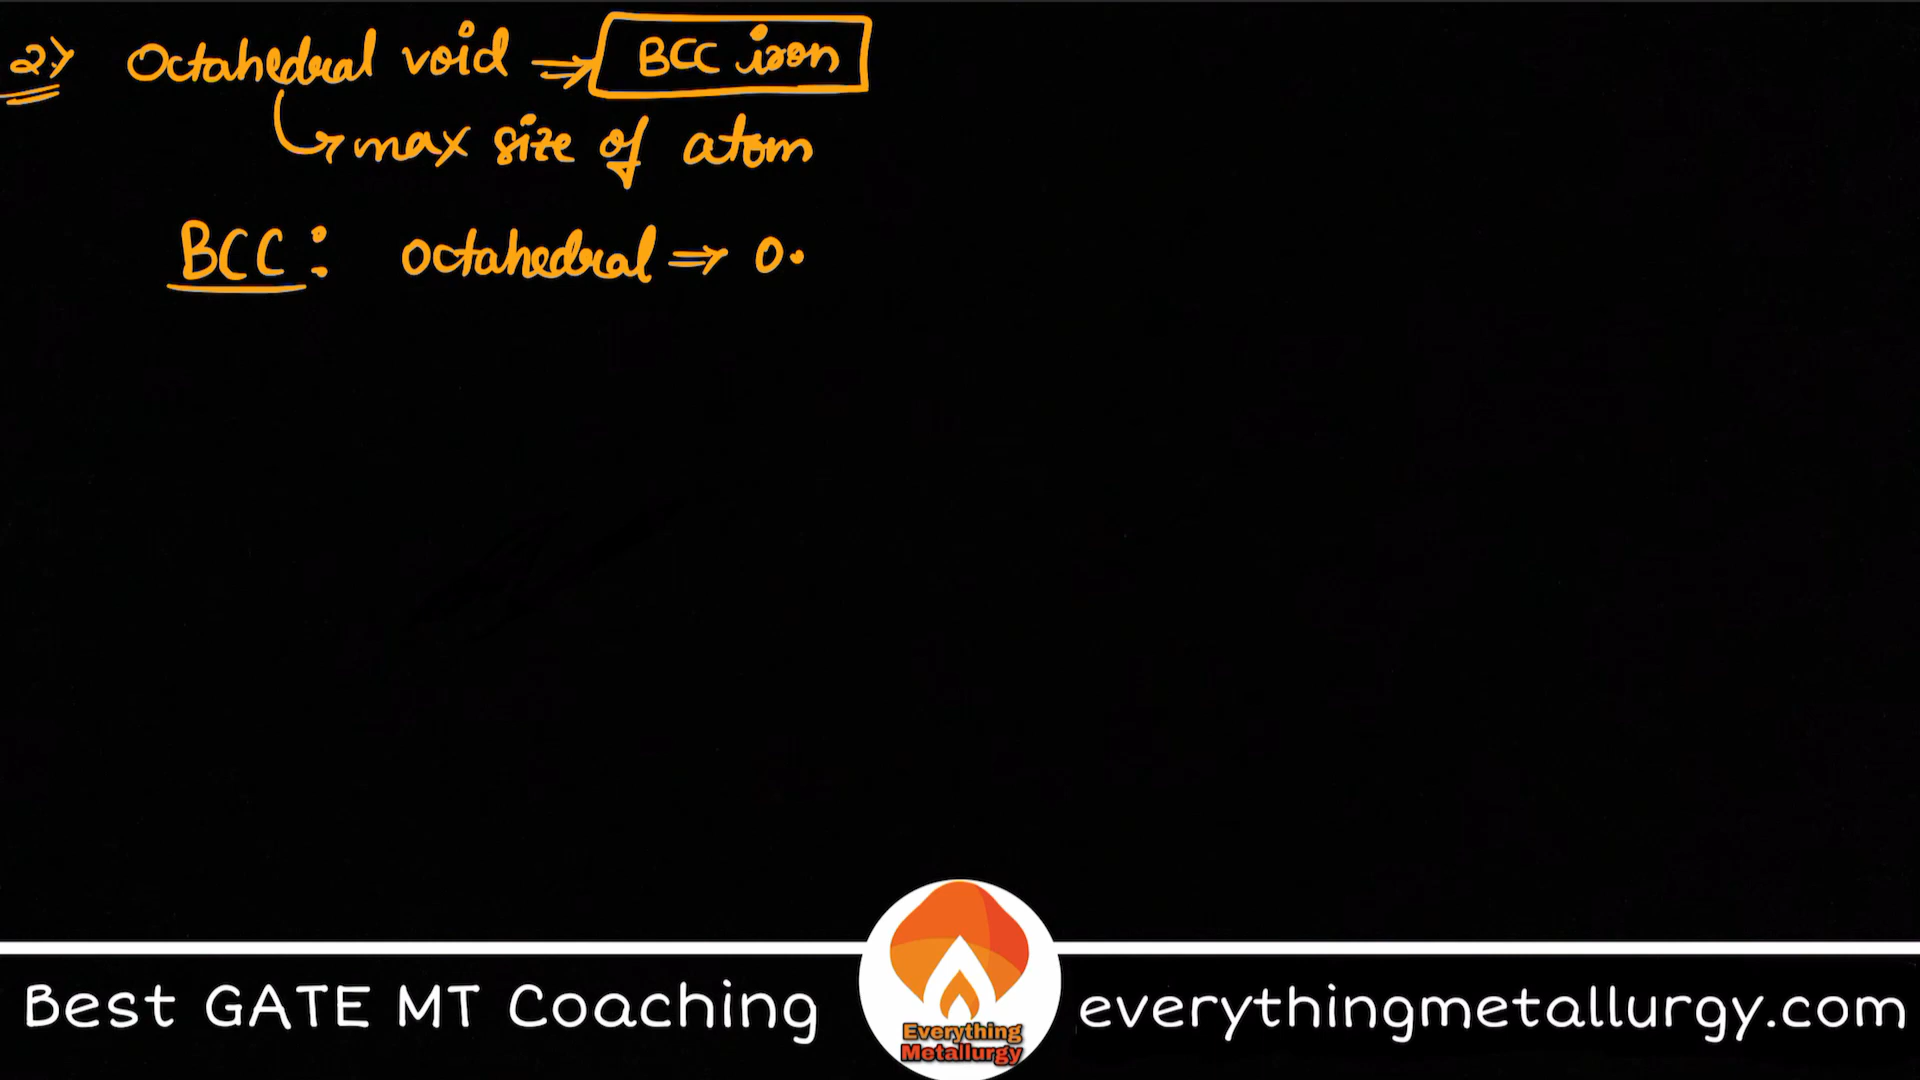 2.) Octahedral void ⇒ BCC iron
↳ max size of atom
BCC: octahedral ⇒ 0.
Best GATE MT Coaching
Everything
Metallurgy
everythingmetallurgy.com